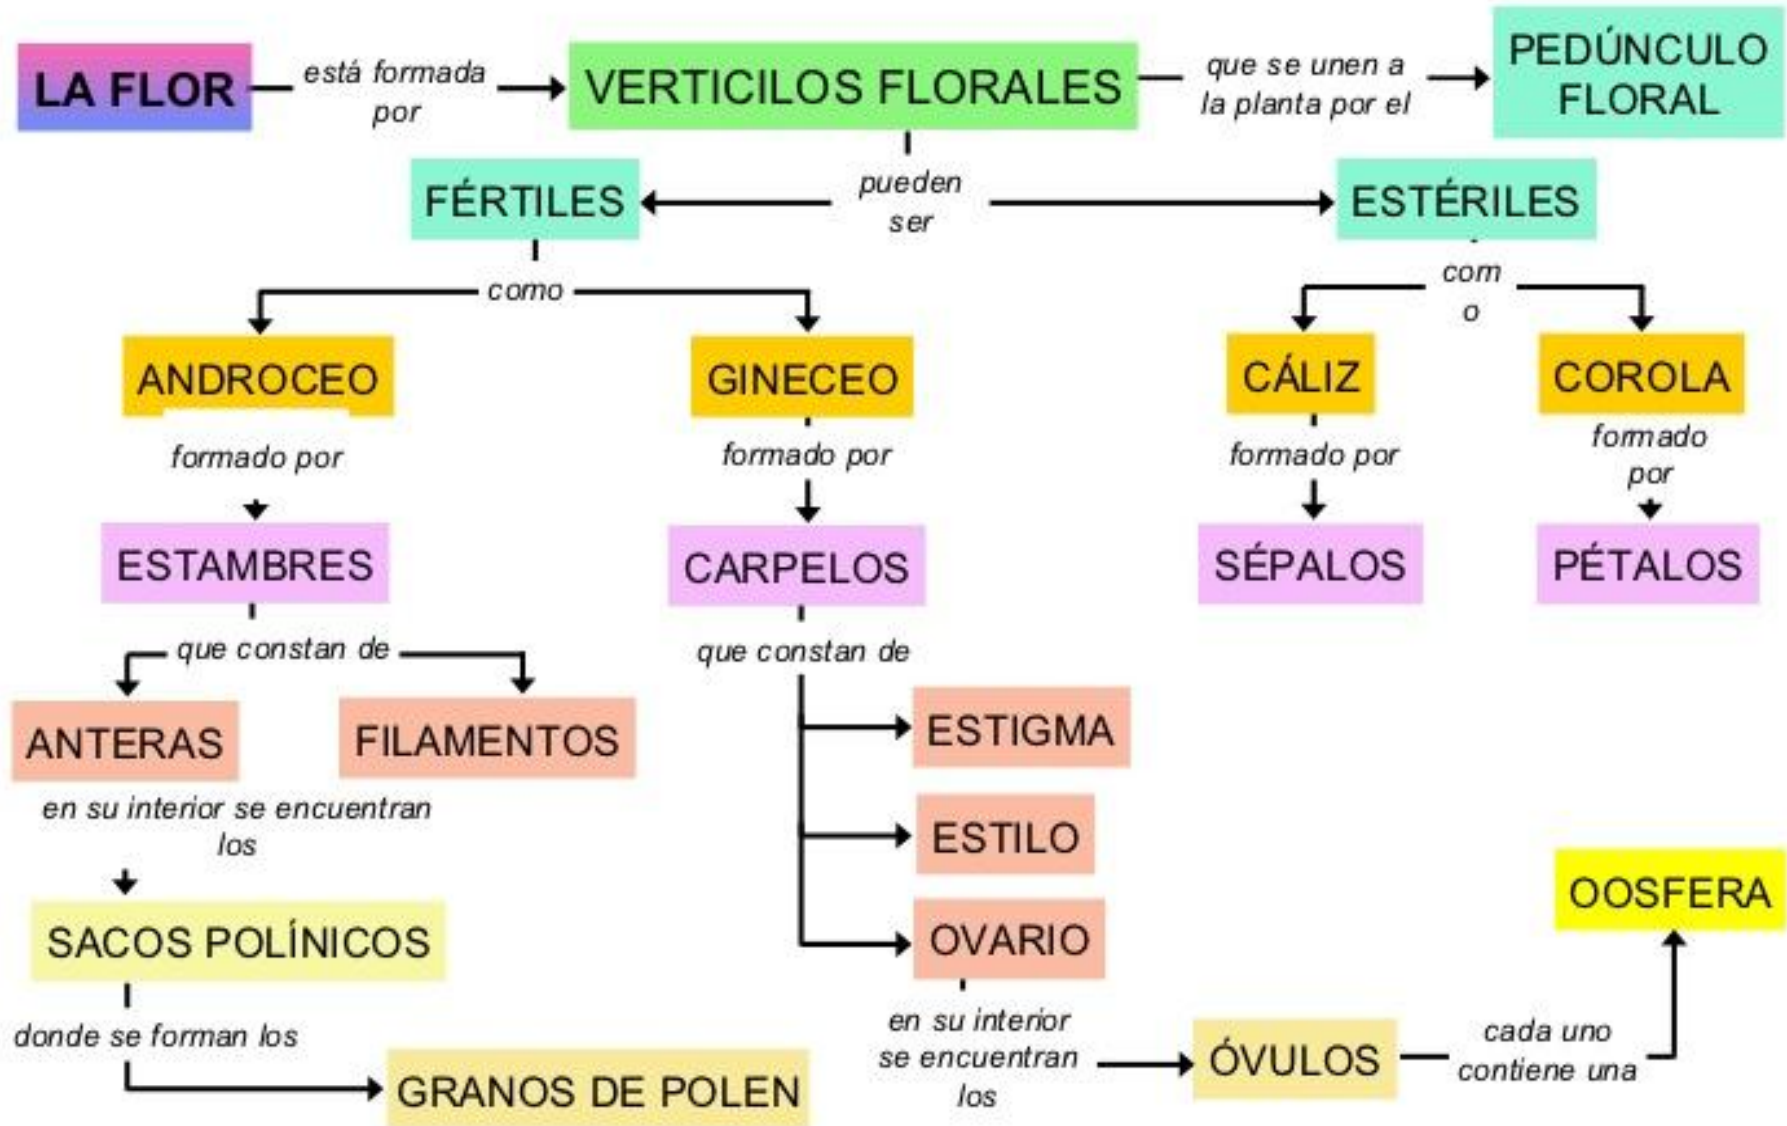 LA FLOR
está formada
por
VERTICILOS FLORALES
que se unen a
la planta por el
PEDÚNCULO
FLORAL
pueden
ser
FÉRTILES
ESTÉRILES
como
com
o
ANDROCEO
GINECEO
CÁLIZ
COROLA
formado por
formado por
formado por
formado
por
ESTAMBRES
CARPELOS
SÉPALOS
PÉTALOS
que constan de
que constan de
ANTERAS
FILAMENTOS
ESTIGMA
en su interior se encuentran
los
ESTILO
SACOS POLÍNICOS
OVARIO
OOSFERA
donde se forman los
GRANOS DE POLEN
en su interior
se encuentran
los
ÓVULOS
cada uno
contiene una